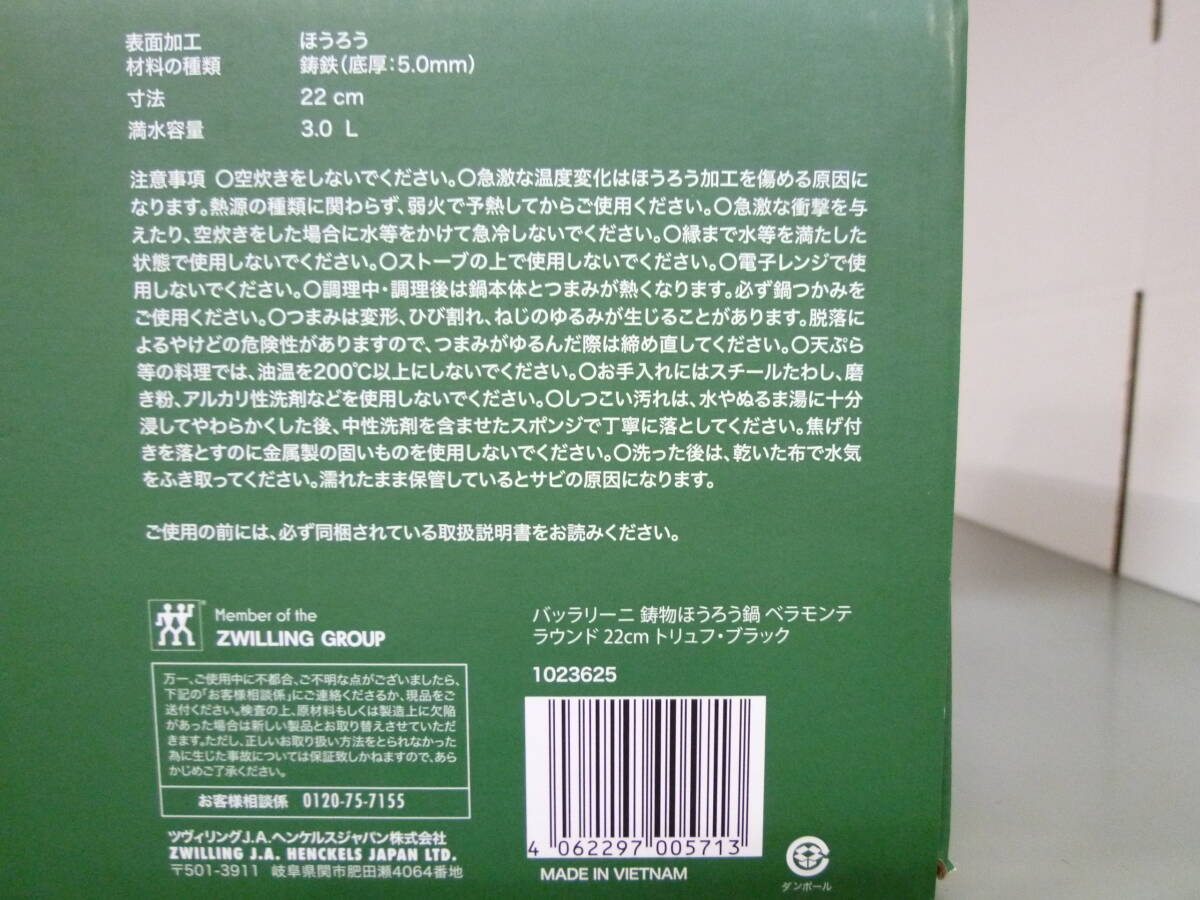 表面加工 ほうろう
材料の種類 鋳鉄(底厚:5.0mm)
寸法 22 cm
満水容量 3.0 L
注意事項 〇空炊きをしないでください。〇急激な温度変化はほうろう加工を傷める原因に
なります。熱源の種類に関わらず、弱火で予熱してからご使用ください。〇急激な衝撃を与
えたり、空炊きをした場合に水等をかけて急冷しないでください。〇縁まで水等を満たした
状態で使用しないでください。〇ストーブの上で使用しないでください。〇電子レンジで使
用しないでください。〇調理中・調理後は鍋本体とつまみが熱くなります。必ず鍋つかみを
ご使用ください。〇つまみは変形、ひび割れ、ねじのゆるみが生じることがあります。脱落に
よるやけどの危険性がありますので、つまみがゆるんだ際は締め直してください。〇天ぷら
等の料理では、油温を200℃以上にしないでください。〇お手入れにはスチールたわし、磨
き粉、アルカリ性洗剤などを使用しないでください。〇しつこい汚れは、水やぬるま湯に十分
浸してやわらかくした後、中性洗剤を含ませたスポンジで丁寧に落としてください。焦げ付
きを落とすのに金属製の固いものを使用しないでください。〇洗った後は、乾いた布で水気
をふき取ってください。濡れたまま保管しているとサビの原因になります。
ご使用の前には、必ず同梱されている取扱説明書をお読みください。
Member of the
ZWILLING GROUP
万一、ご使用中に不都合、ご不明な点がございましたら、
下記の「お客様相談係」にご連絡くださるか、現品をご
送付ください。検査の上、原材料もしくは製造上に欠陥
があった場合は新しい製品とお取り替えさせていただ
きます。ただし、正しいお取り扱い方法をとられなかった
為に生じた事故については保証致しかねますので、あら
かじめご了承ください。
お客様相談係 0120-75-7155
ツヴィリングJ.A.ヘンケルスジャパン株式会社
ZWILLING J.A. HENCKELS JAPAN LTD.
〒501-3911 岐阜県関市肥田瀬4064番地
バッラリーニ 鋳物ほうろう鍋 ベラモンテ
ラウンド 22cm トリュフ・ブラック
1023625
4 062297 005713
MADE IN VIETNAM
ダンボール